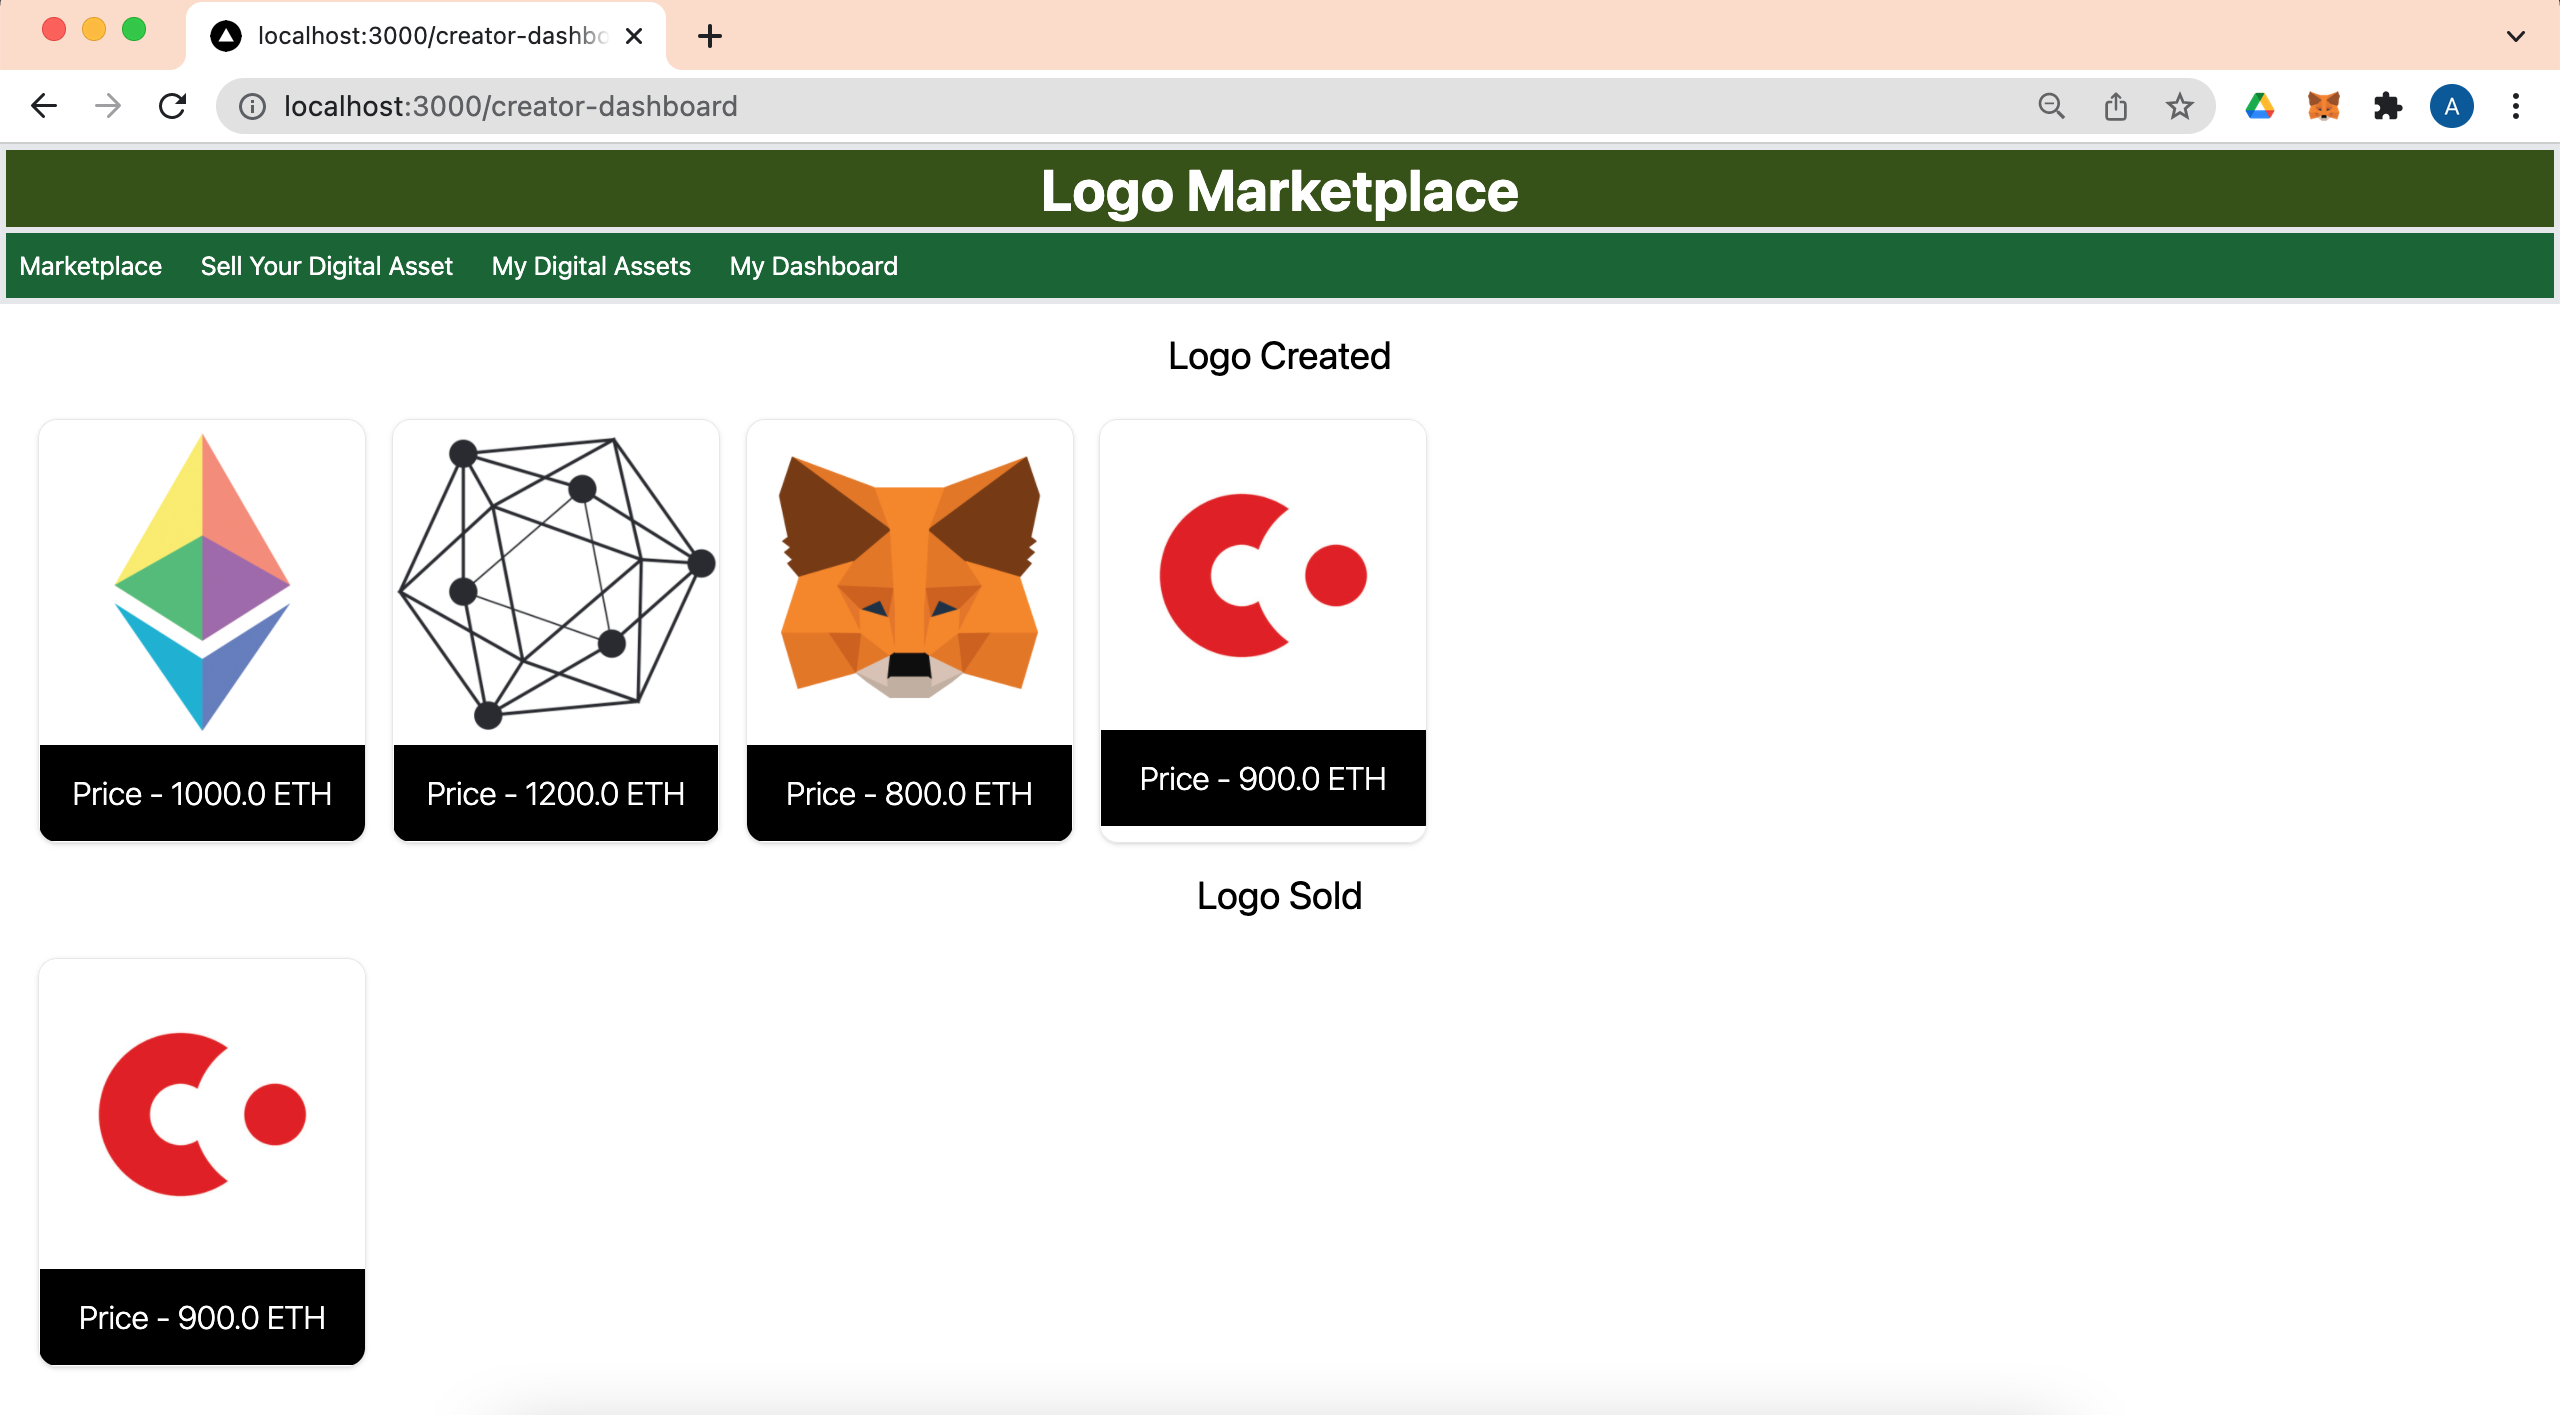 localhost:3000/creator-dashbo
localhost:3000/creator-dashboard
A
Logo Marketplace
Marketplace Sell Your Digital Asset My Digital Assets My Dashboard
Logo Created
Price - 1000.0 ETH
Price - 1200.0 ETH
Price - 800.0 ETH
Price - 900.0 ETH
Logo Sold
Price - 900.0 ETH